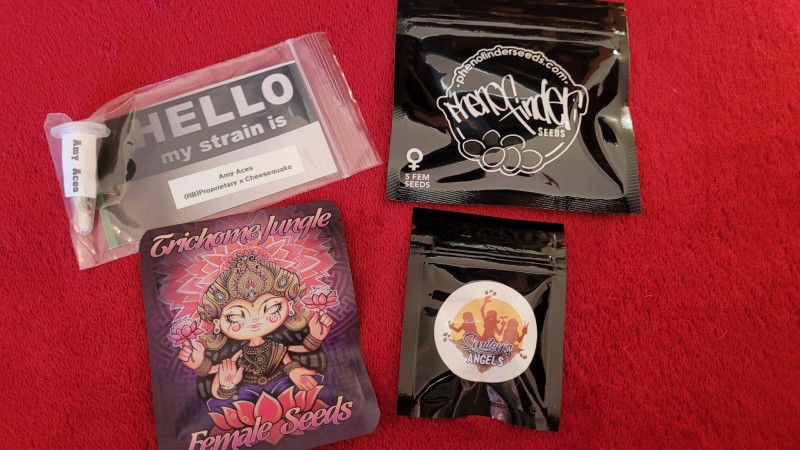 HELLO
my strain is
Amy Aces
(RB)Proprietary x Cheesequake
Amy Aces
phenofinderseeds.com
Phenofinder
SEEDS
5 FEM
SEEDS
Trichome Jungle
Female Seeds
Smiley's
ANGELS